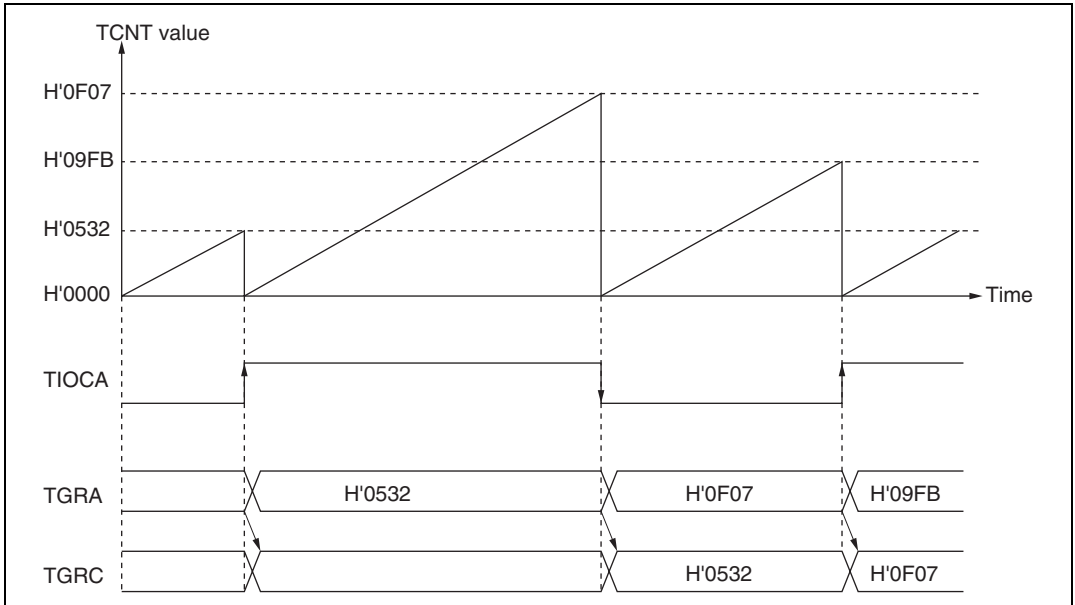 TCNT value
H'0F07
H'09FB
H'0532
H'0000
Time
TIOCA
TGRA H'0532 H'0F07 H'09FB
TGRC H'0532 H'0F07